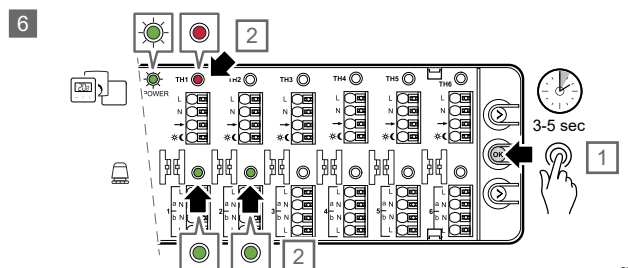 6
2
TH1 TH2 TH3 TH4 TH5 TH6
POWER
L L L L L L
N N N N N N
3-5 sec
OK
1
L L L L L L
a N a N a N a N a N a N
1 2 3 4 5 6
b N b N b N b N b N b N
L L L L L L
2